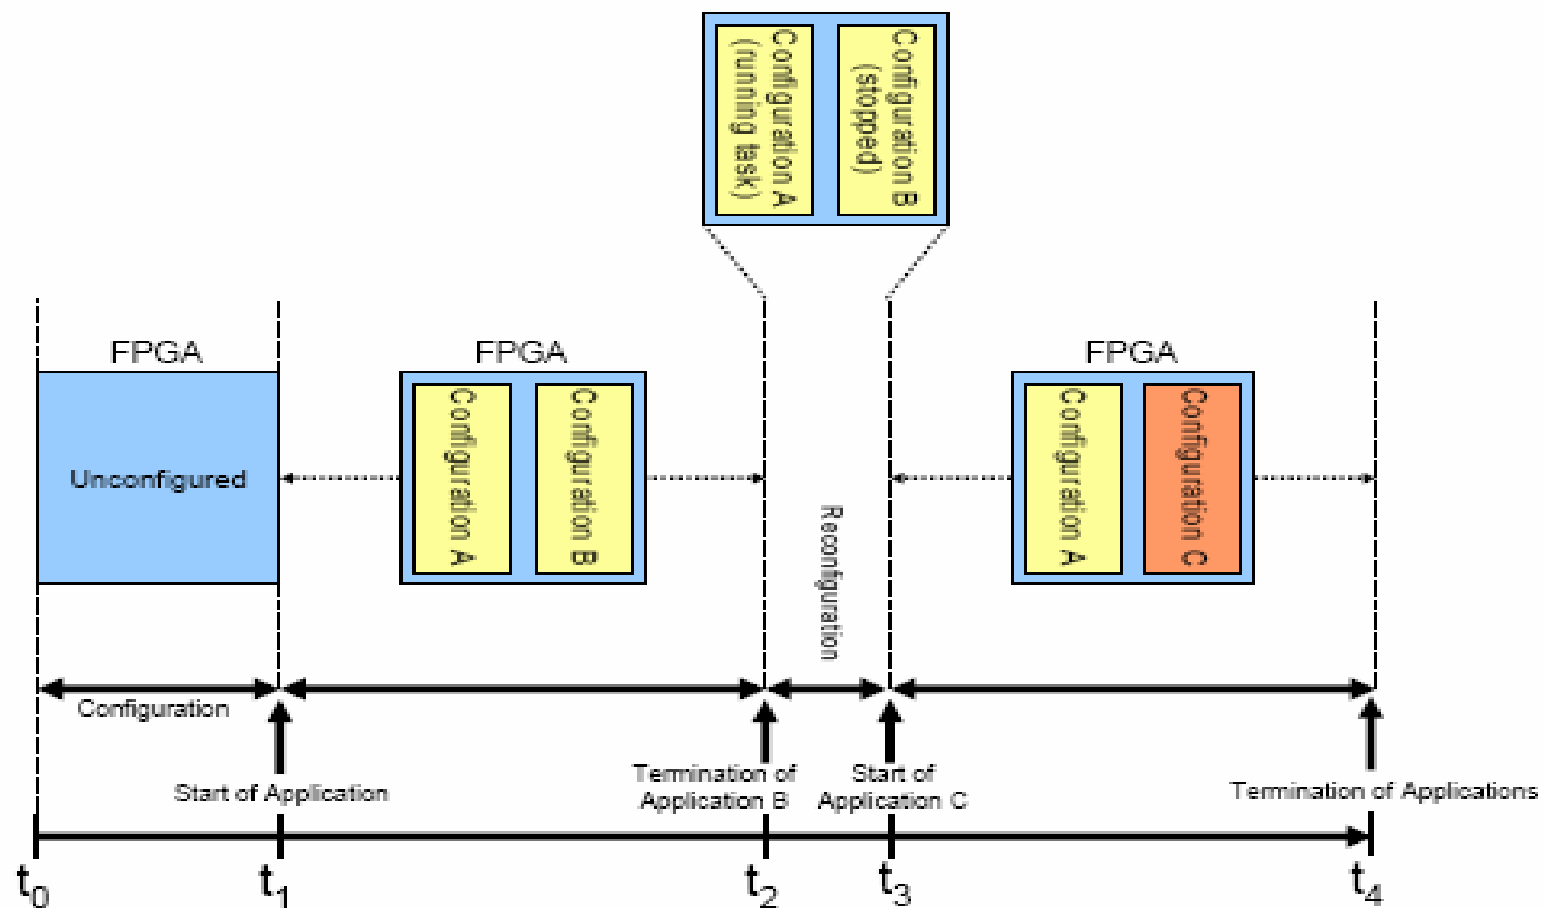 Configuration A
(running task)
Configuration B
(stopped)
FPGA
FPGA
FPGA
Unconfigured
Configuration A
Configuration B
Reconfiguration
Configuration A
Configuration C
Configuration
Start of Application
Termination of
Application B
Start of
Application C
Termination of Applications
t0
t1
t2
t3
t4